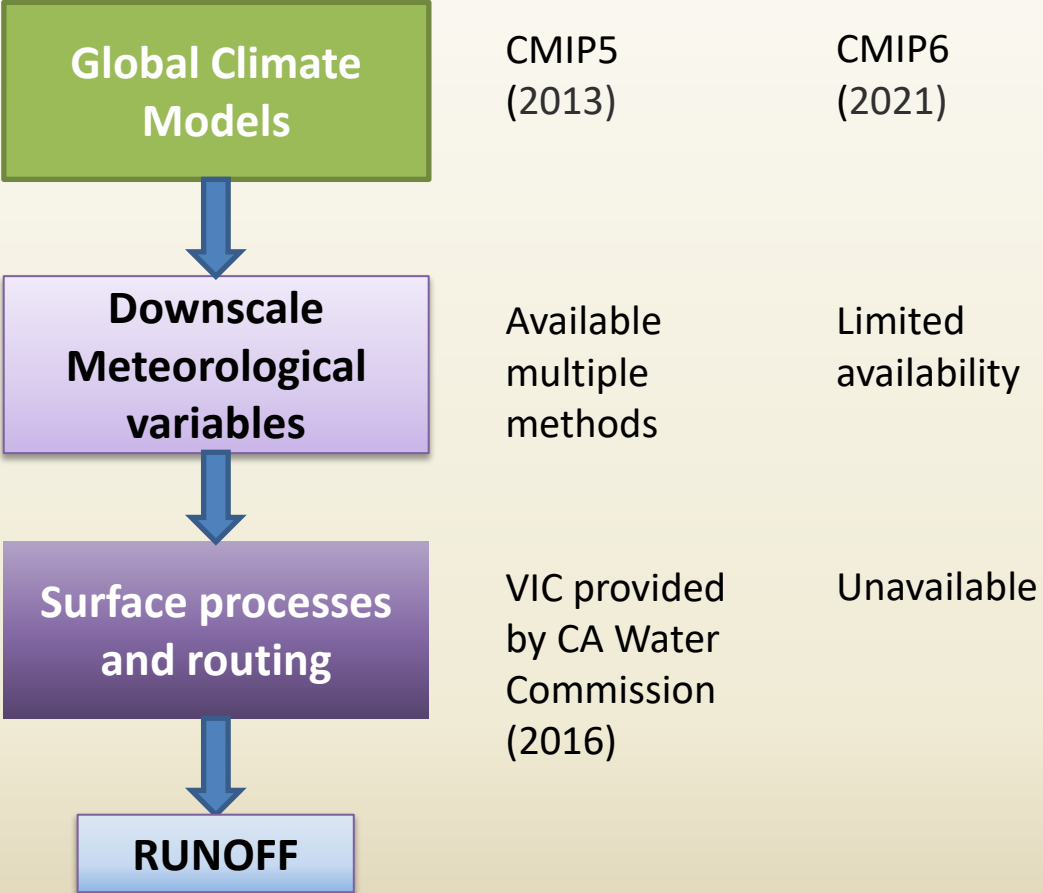 Global Climate
Models
CMIP5
(2013)
CMIP6
(2021)
Downscale
Meteorological
variables
Available
multiple
methods
Limited
availability
Surface processes
and routing
VIC provided
by CA Water
Commission
(2016)
Unavailable
RUNOFF